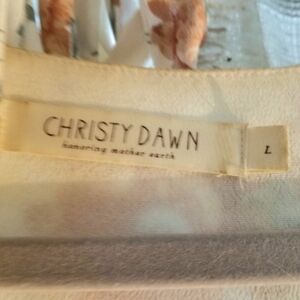 CHRISTY DAWN
honoring mother earth
L